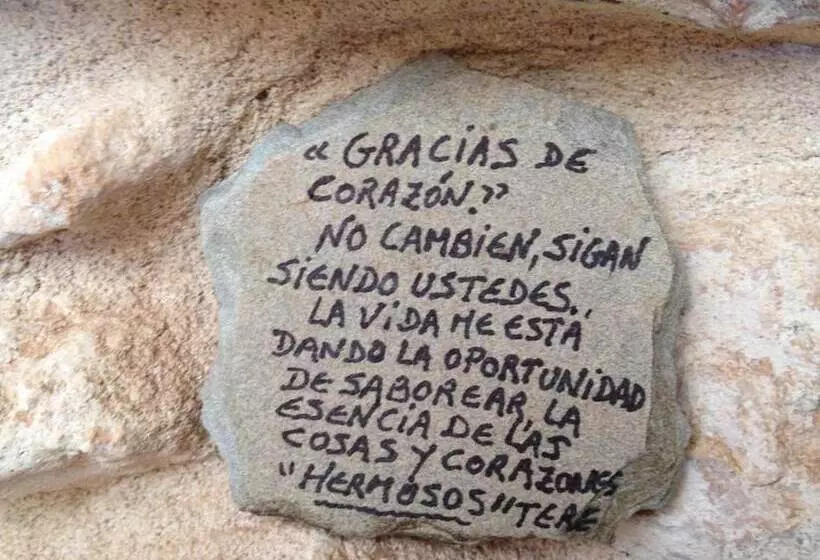 « GRACIAS DE
CORAZÓN.”
NO CAMBIEN, SIGAN
SIENDO USTEDES..
LA VIDA ME ESTÁ
DANDO LA OPORTUNIDAD
DE SABOREAR, LA
ESENCIA DE LAS
COSAS Y CORAZONES
“HERMOSOS” TERE